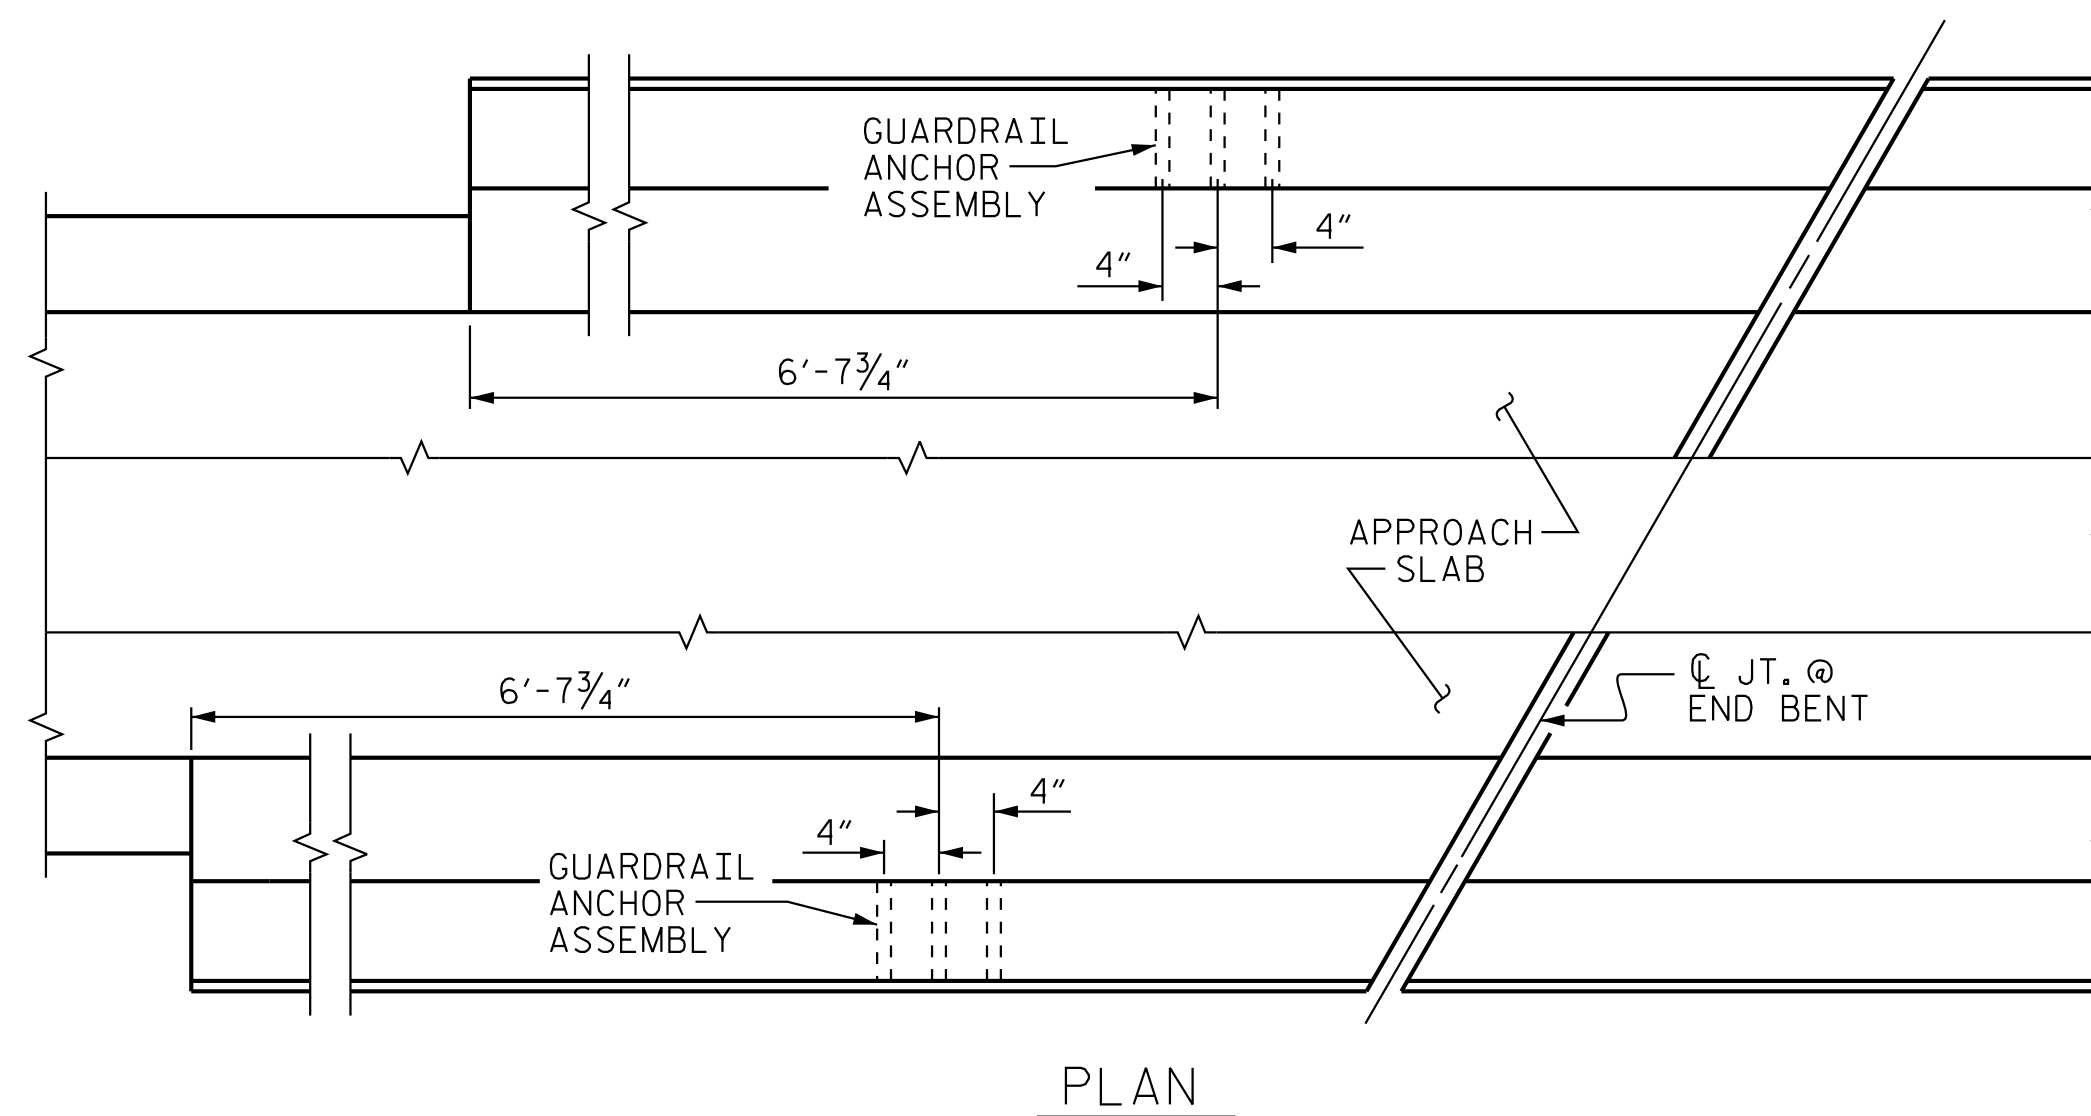 GUARDRAIL
ANCHOR
ASSEMBLY
4"
4"
6'-7¾"
APPROACH
SLAB
℄ JT. @
END BENT
6'-7¾"
4"
4"
GUARDRAIL
ANCHOR
ASSEMBLY
PLAN